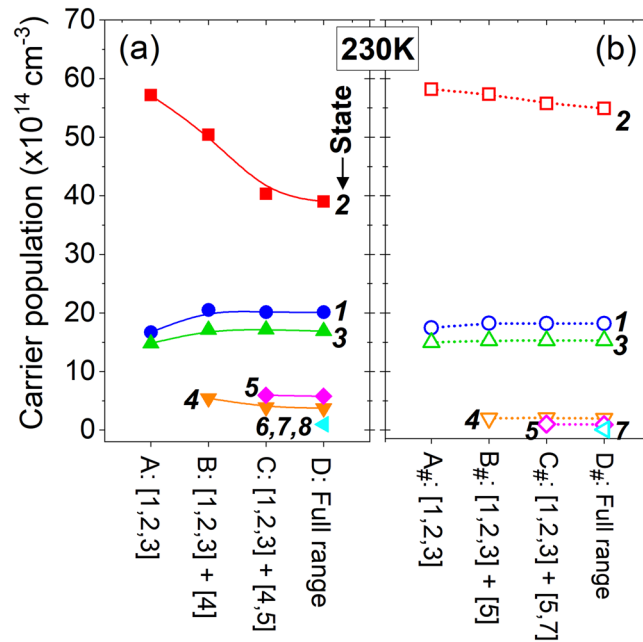 (a)
230K
(b)
Carrier population (x10¹⁴ cm⁻³)
70
60
50
40
30
20
10
0
State
2
1
3
4
5
6,7,8
2
1
3
4
5
7
A: [1,2,3]
B: [1,2,3] + [4]
C: [1,2,3] + [4,5]
D: Full range
A#: [1,2,3]
B#: [1,2,3] + [5]
C#: [1,2,3] + [5,7]
D#: Full range